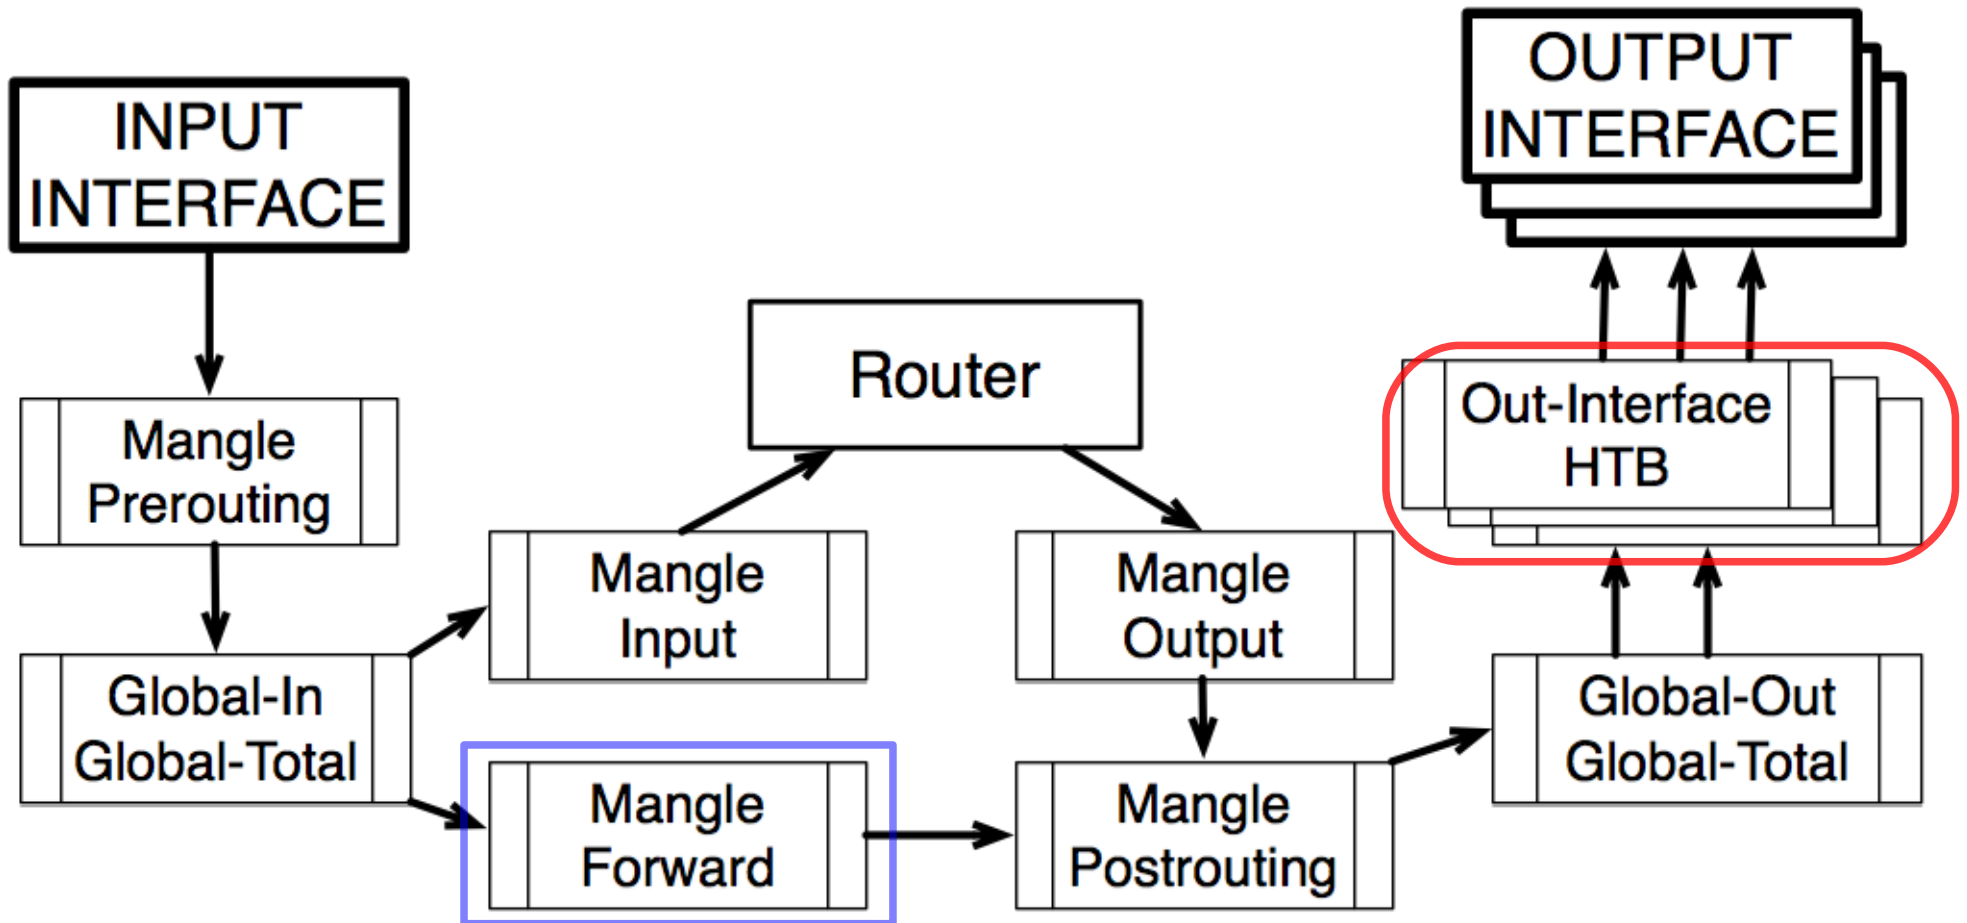 INPUT
INTERFACE
Mangle
Prerouting
Global-In
Global-Total
Mangle
Input
Mangle
Forward
Router
Mangle
Output
Mangle
Postrouting
Global-Out
Global-Total
Out-Interface
HTB
OUTPUT
INTERFACE